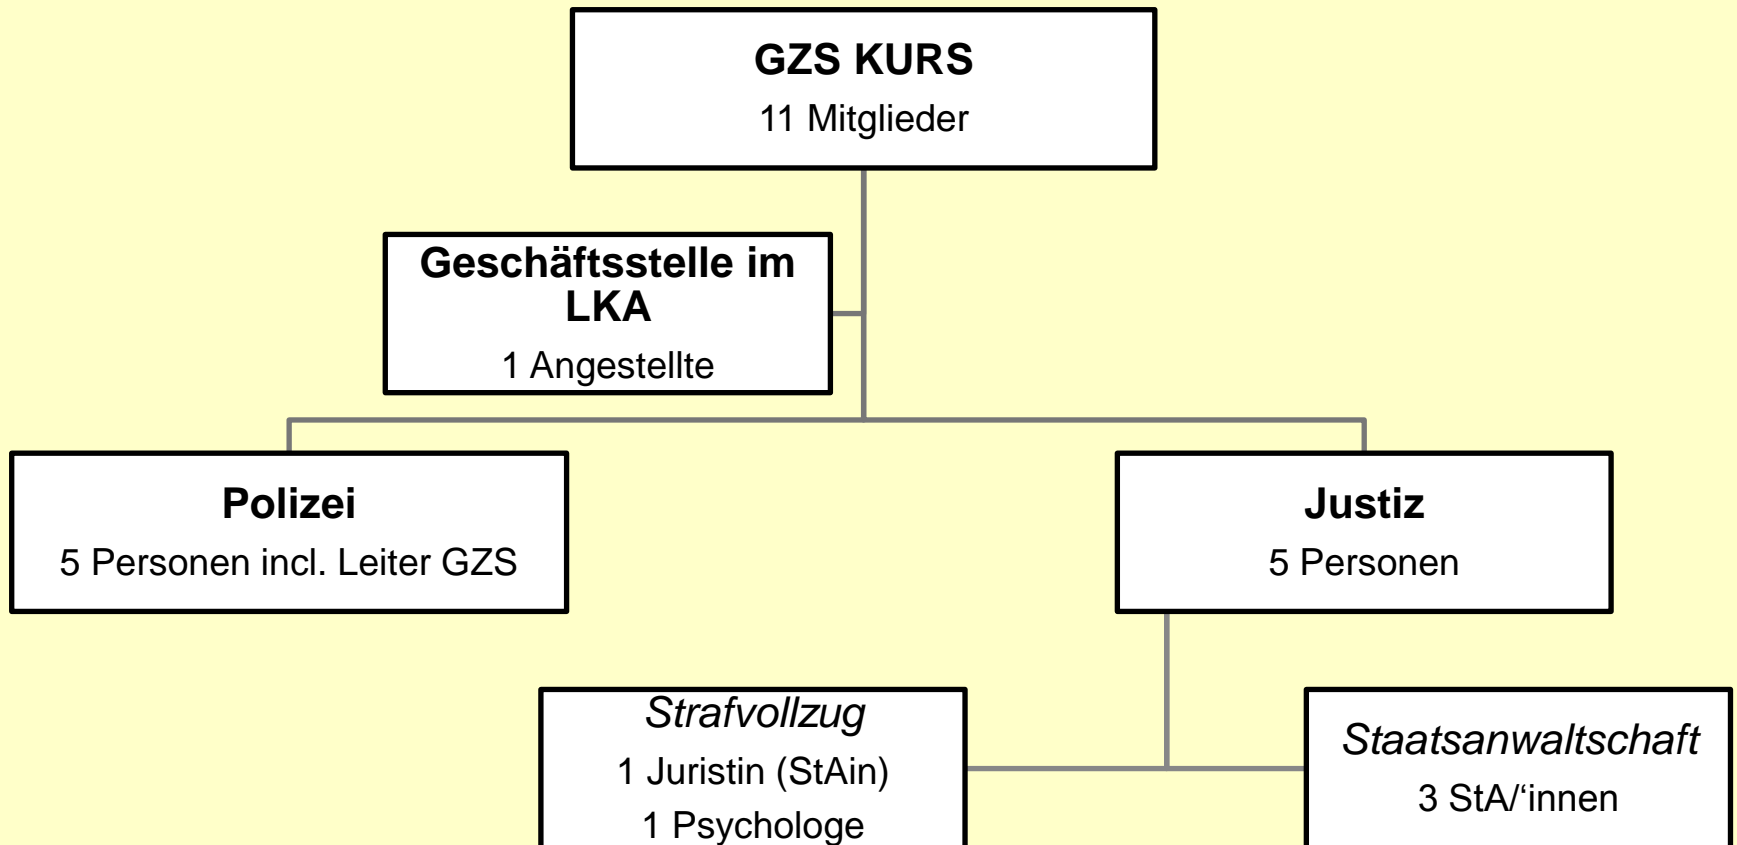 GZS KURS
11 Mitglieder
Geschäftsstelle im
LKA
1 Angestellte
Polizei
5 Personen incl. Leiter GZS
Justiz
5 Personen
Strafvollzug
1 Juristin (StAin)
1 Psychologe
Staatsanwaltschaft
3 StA/‘innen